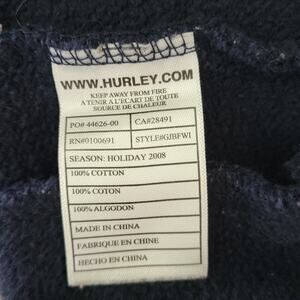 WWW.HURLEY.COM
KEEP AWAY FROM FIRE
A TENIR A L'ECART DE TOUTE
SOURCE DE CHALEUR
PO# 44626-00 CA#28491
RN#0100691 STYLE#GJBFWI
SEASON: HOLIDAY 2008
100% COTTON
100% COTON
100% ALGODON
MADE IN CHINA
FABRIQUE EN CHINE
HECHO EN CHINA